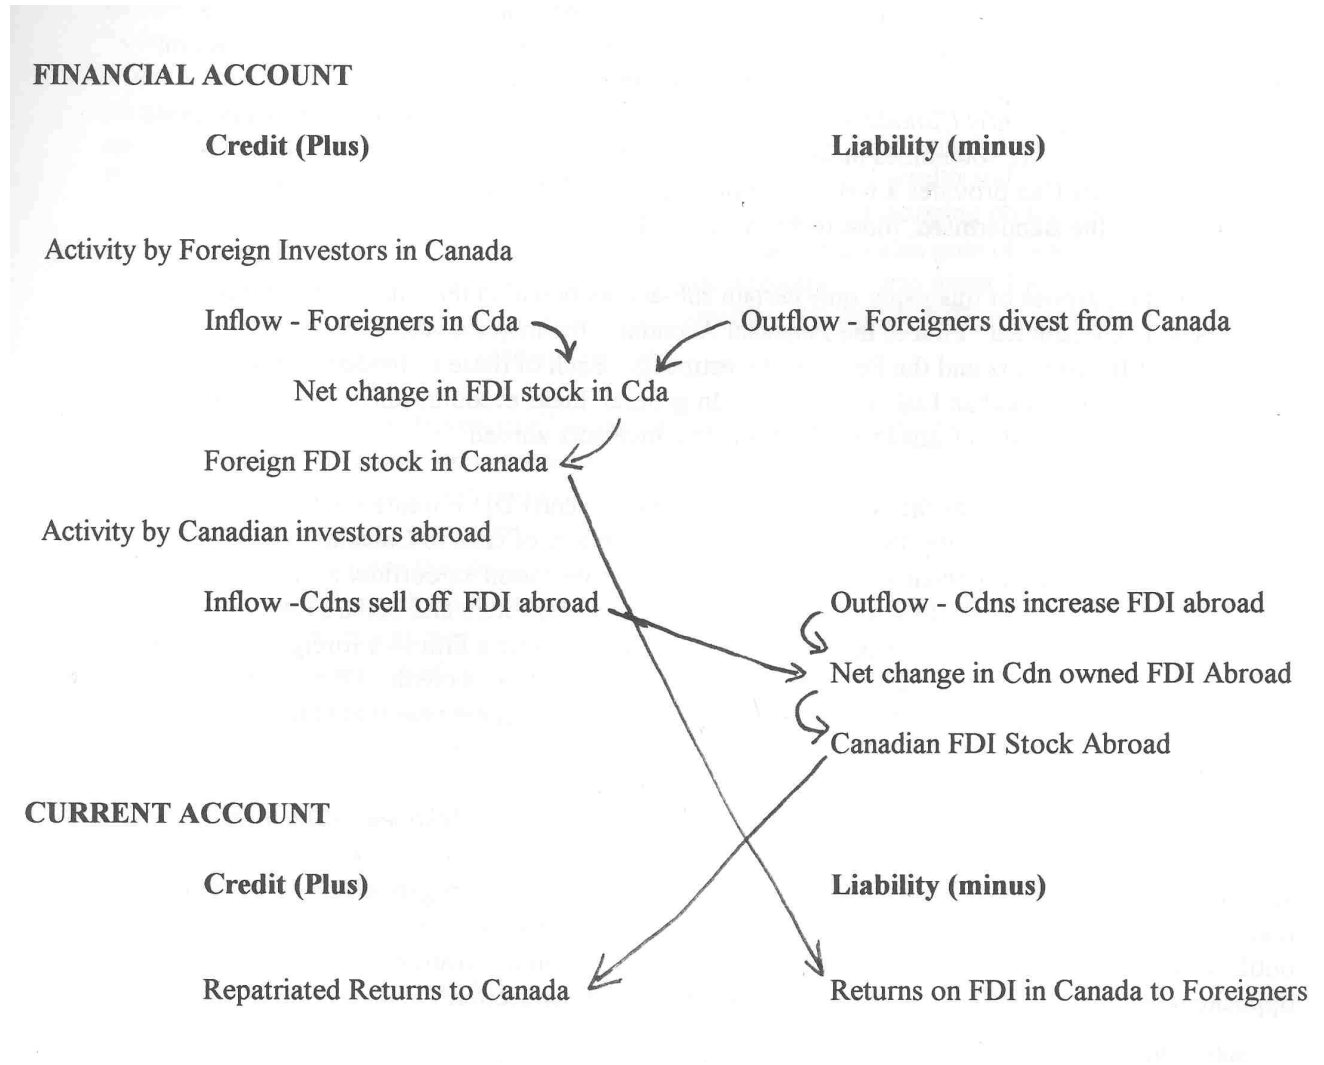 FINANCIAL ACCOUNT
Credit (Plus) Liability (minus)
Activity by Foreign Investors in Canada
Inflow - Foreigners in Cda Outflow - Foreigners divest from Canada
Net change in FDI stock in Cda
Foreign FDI stock in Canada
Activity by Canadian investors abroad
Inflow -Cdns sell off FDI abroad Outflow - Cdns increase FDI abroad
Net change in Cdn owned FDI Abroad
Canadian FDI Stock Abroad
CURRENT ACCOUNT
Credit (Plus) Liability (minus)
Repatriated Returns to Canada Returns on FDI in Canada to Foreigners